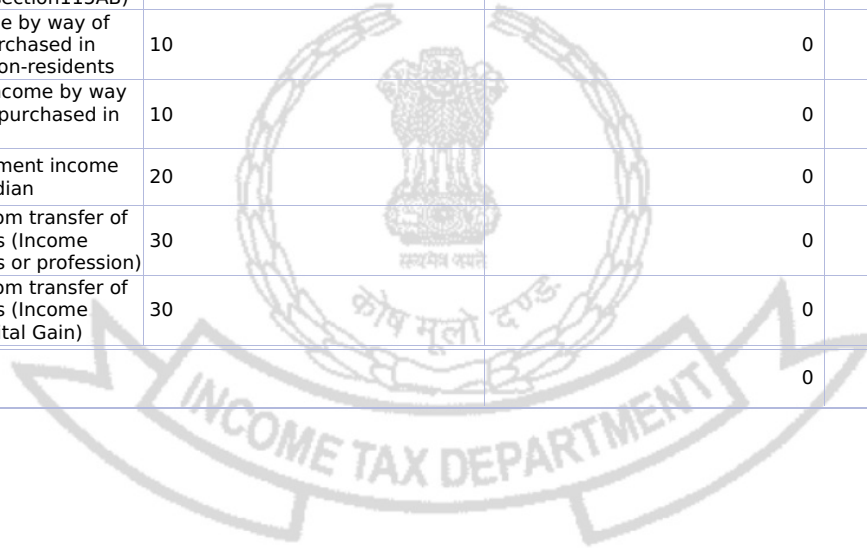 section115AB)
e by way of
rchased in 10 0
on-residents
ncome by way
purchased in 10 0
ment income 20 0
dian
om transfer of
s (Income 30 0
s or profession)
om transfer of
s (Income 30 0
tal Gain)
0
सत्यमेव जयते
कोष मूलो दण्डः
INCOME TAX DEPARTMENT